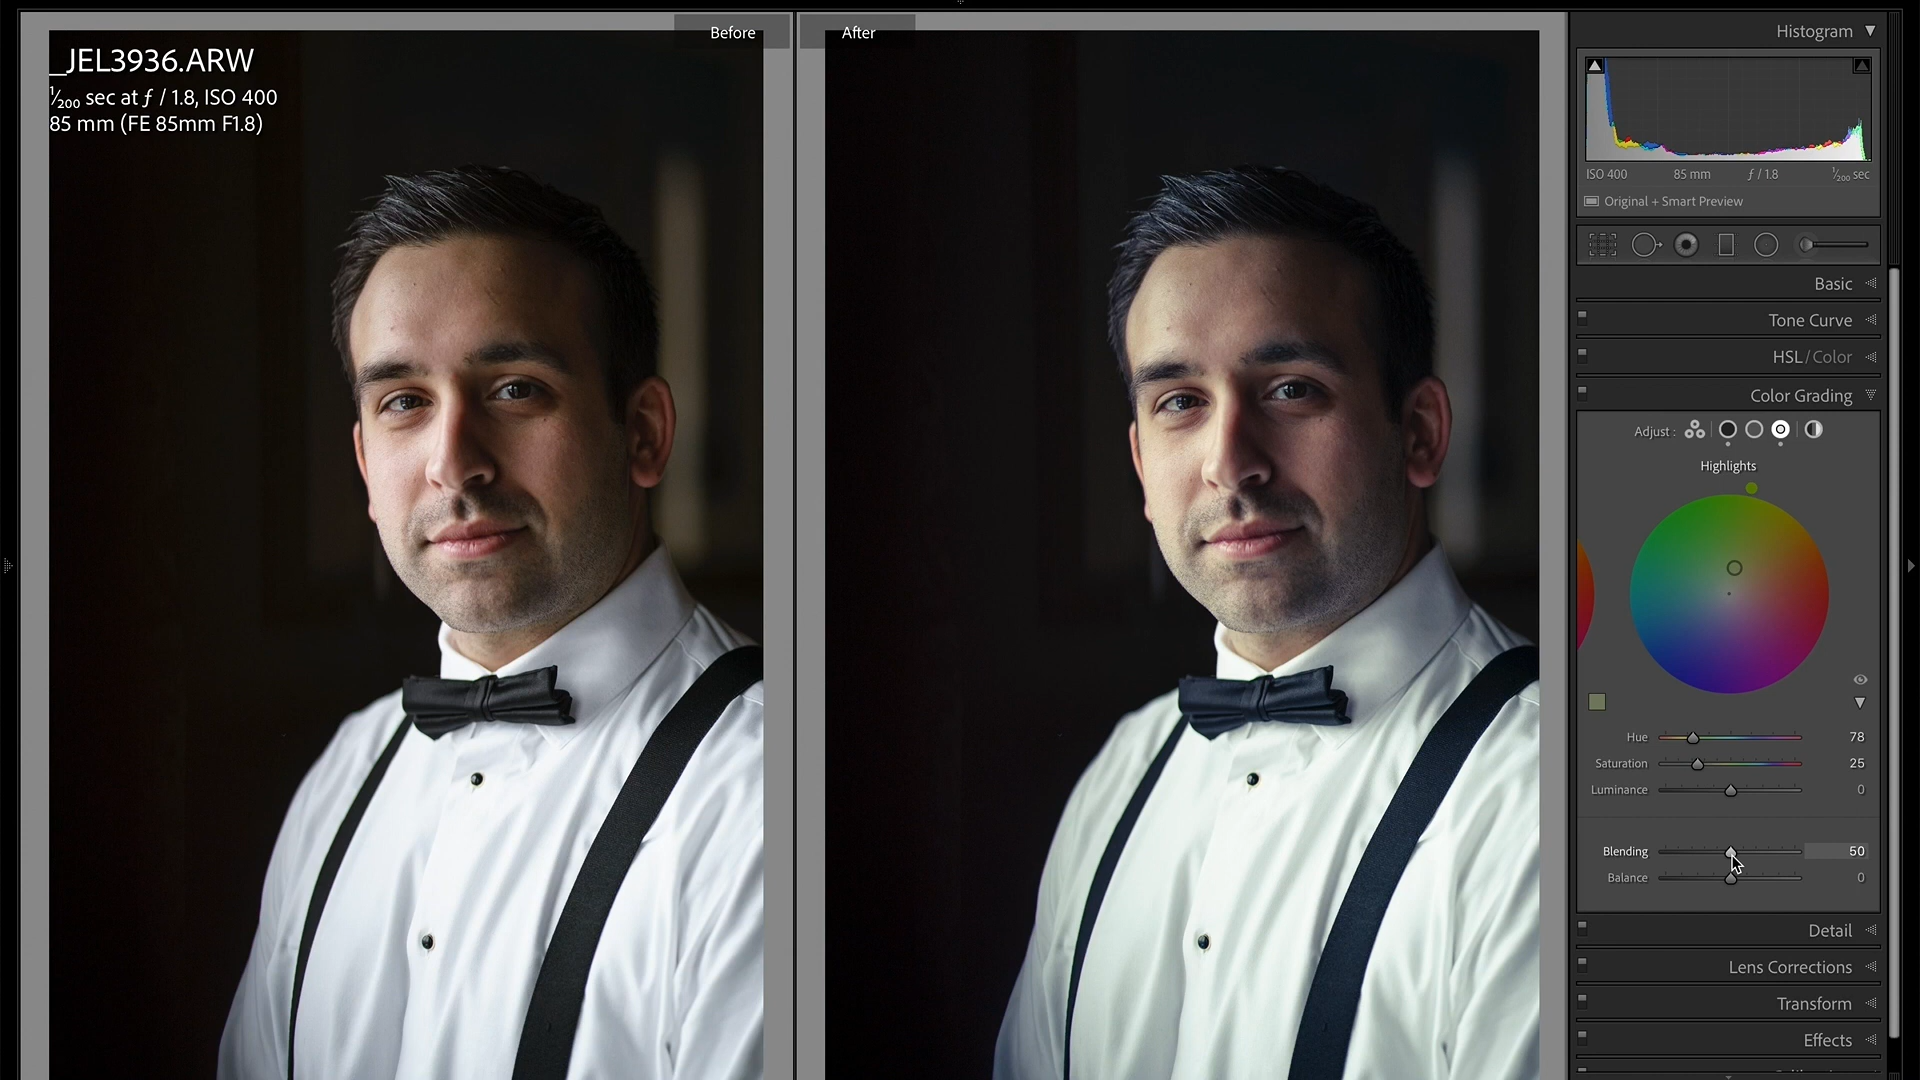 Before
After
_JEL3936.ARW
1/200 sec at ƒ / 1.8, ISO 400
85 mm (FE 85mm F1.8)
Histogram
ISO 400 85 mm ƒ / 1.8 1/200 sec
Original + Smart Preview
Basic
Tone Curve
HSL / Color
Color Grading
Adjust :
Highlights
Hue 78
Saturation 25
Luminance 0
Blending 50
Balance 0
Detail
Lens Corrections
Transform
Effects